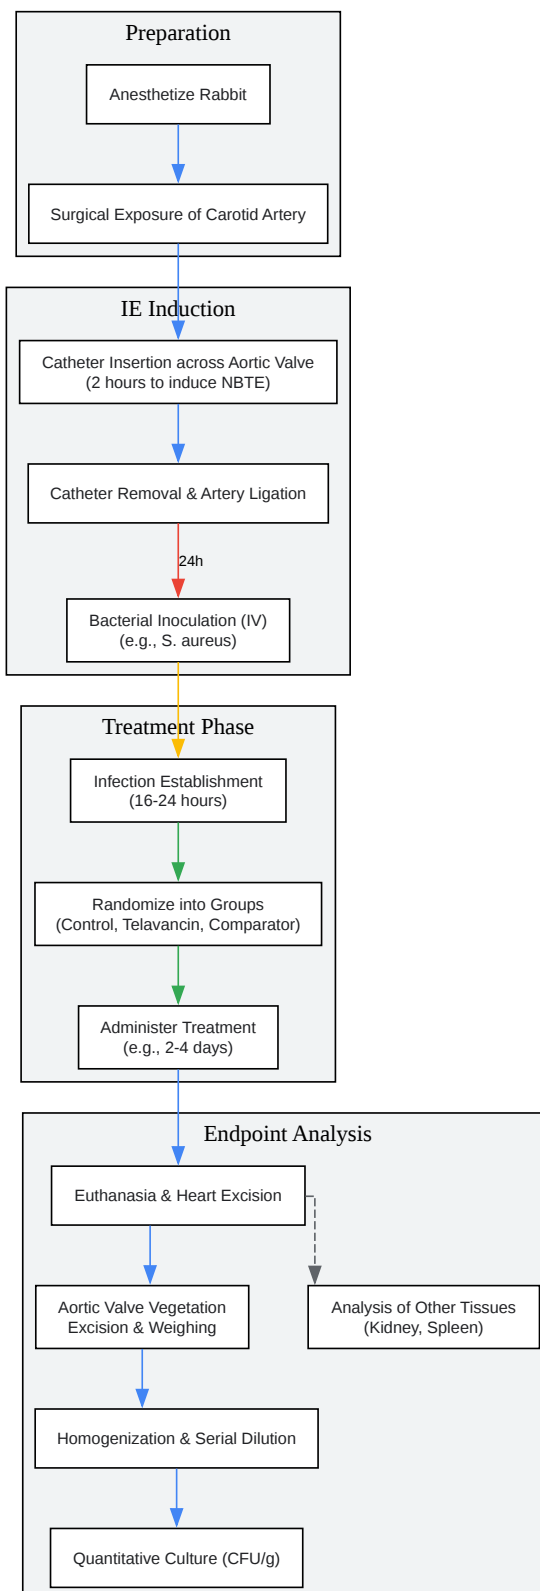 Preparation
Anesthetize Rabbit
Surgical Exposure of Carotid Artery
IE Induction
Catheter Insertion across Aortic Valve
(2 hours to induce NBTE)
Catheter Removal & Artery Ligation
24h
Bacterial Inoculation (IV)
(e.g., S. aureus)
Treatment Phase
Infection Establishment
(16-24 hours)
Randomize into Groups
(Control, Telavancin, Comparator)
Administer Treatment
(e.g., 2-4 days)
Endpoint Analysis
Euthanasia & Heart Excision
Aortic Valve Vegetation
Excision & Weighing
Analysis of Other Tissues
(Kidney, Spleen)
Homogenization & Serial Dilution
Quantitative Culture (CFU/g)